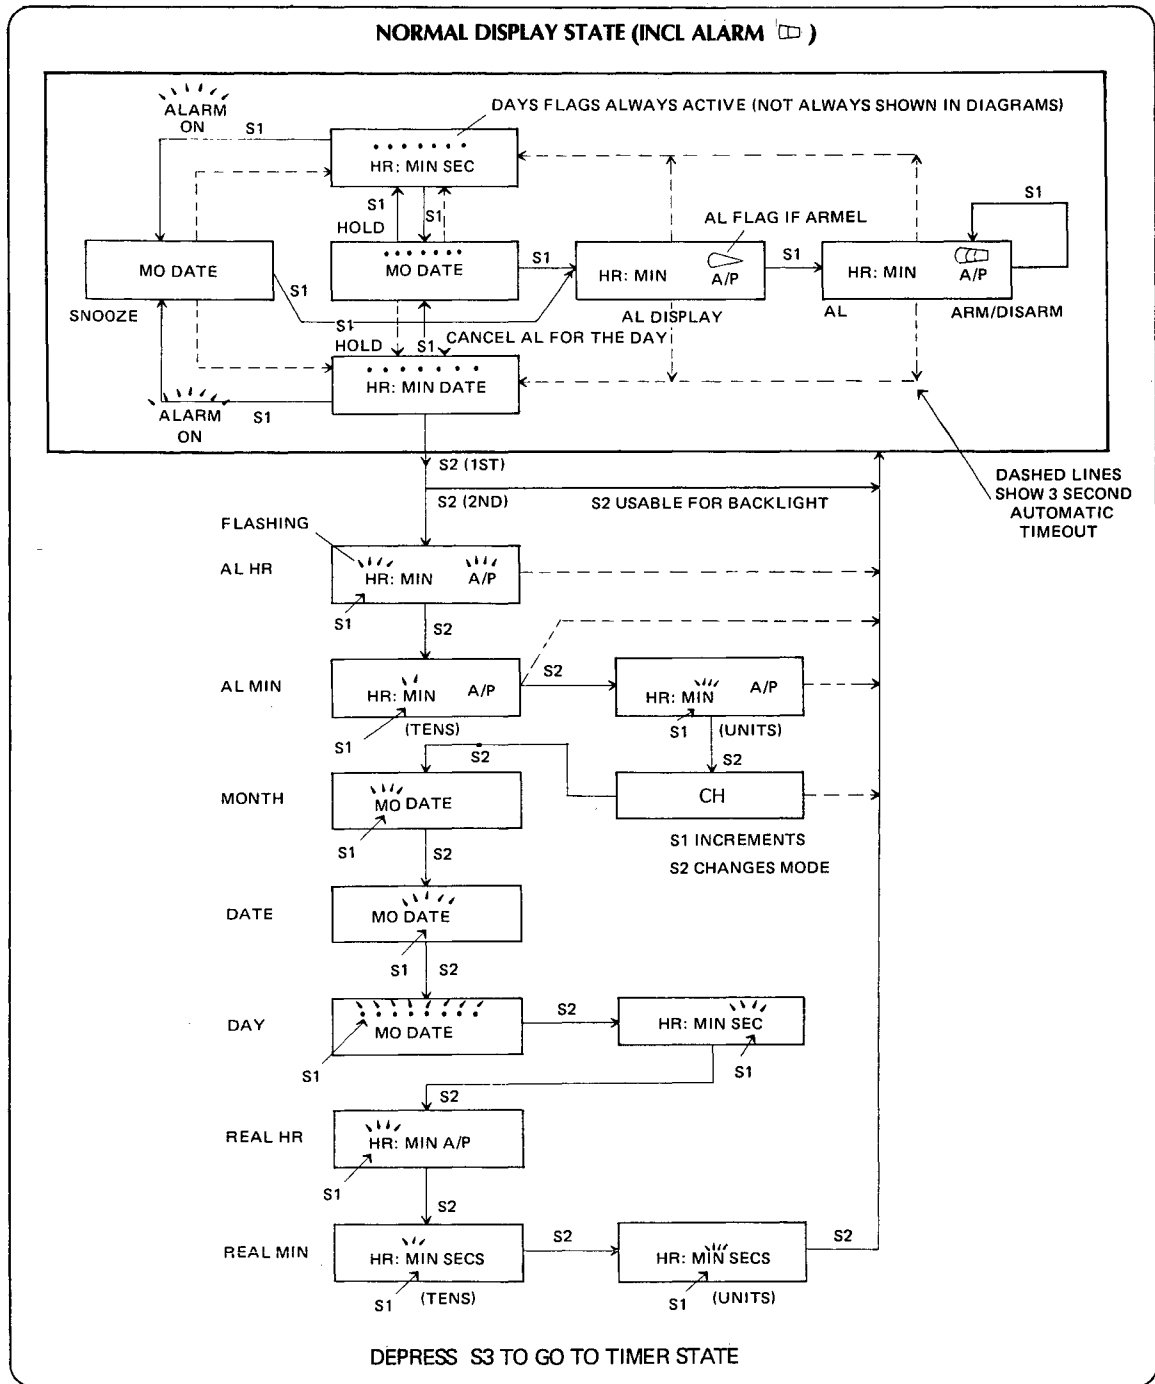 NORMAL DISPLAY STATE (INCL ALARM )
ALARM
ON
S1
DAYS FLAGS ALWAYS ACTIVE (NOT ALWAYS SHOWN IN DIAGRAMS)
HR: MIN SEC
S1
HOLD
S1
AL FLAG IF ARMEL
S1
MO DATE
SNOOZE
MO DATE
S1
HR: MIN
A/P
AL DISPLAY
S1
HR: MIN
A/P
AL
ARM/DISARM
S1
S1
HOLD
S1
CANCEL AL FOR THE DAY
HR: MIN DATE
ALARM
ON
S1
S2 (1ST)
S2 (2ND)
S2 USABLE FOR BACKLIGHT
DASHED LINES
SHOW 3 SECOND
AUTOMATIC
TIMEOUT
FLASHING
AL HR
HR: MIN
A/P
S1
S2
AL MIN
HR: MIN
A/P
S2
HR: MIN
A/P
S1
(TENS)
S1
(UNITS)
S2
S2
MONTH
MO DATE
CH
S1
S2
S1 INCREMENTS
S2 CHANGES MODE
DATE
MO DATE
S1
S2
DAY
MO DATE
S2
HR: MIN SEC
S1
S1
S2
REAL HR
HR: MIN A/P
S1
S2
REAL MIN
HR: MIN SECS
S2
HR: MIN SECS
S2
S1
(TENS)
S1
(UNITS)
DEPRESS S3 TO GO TO TIMER STATE